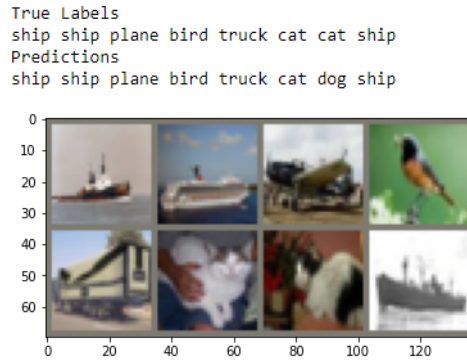 True Labels
ship ship plane bird truck cat cat ship
Predictions
ship ship plane bird truck cat dog ship
0
10
20
30
40
50
60
0 20 40 60 80 100 120